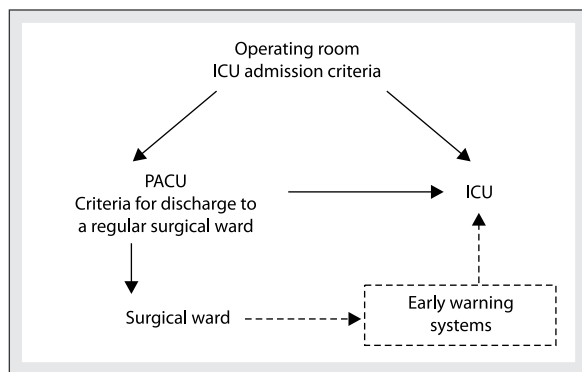 Operating room
ICU admission criteria
PACU
Criteria for discharge to
a regular surgical ward
ICU
Surgical ward
Early warning
systems